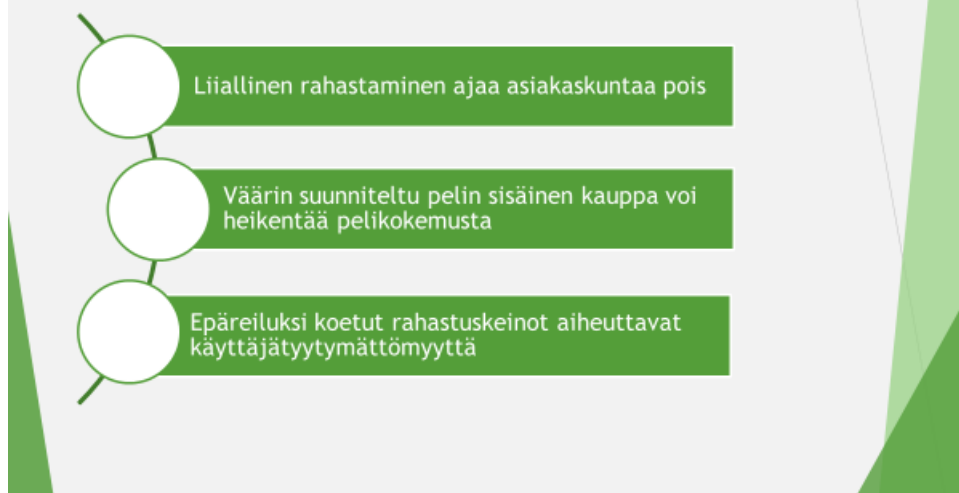 Liiallinen rahastaminen ajaa asiakaskuntaa pois
Väärin suunniteltu pelin sisäinen kauppa voi
heikentää pelikokemusta
Epäreiluksi koetut rahastuskeinot aiheuttavat
käyttäjätyytymättömyyttä